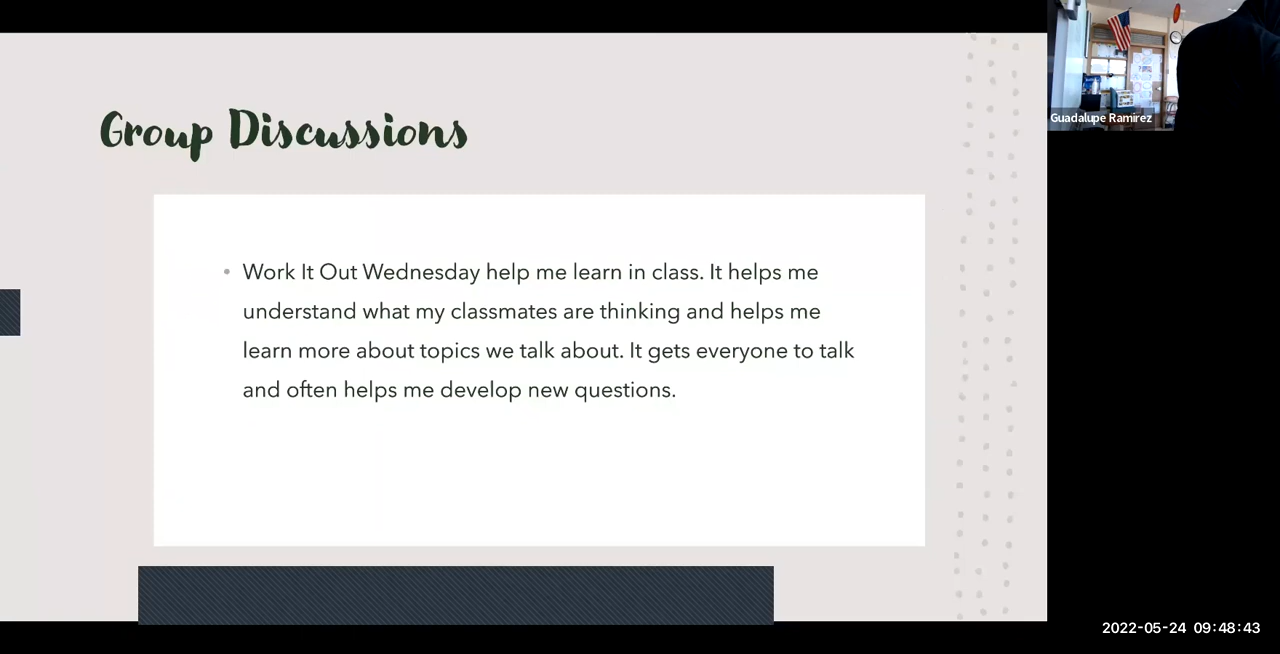 Group Discussions
• Work It Out Wednesday help me learn in class. It helps me
understand what my classmates are thinking and helps me
learn more about topics we talk about. It gets everyone to talk
and often helps me develop new questions.
Guadalupe Ramirez
2022-05-24 09:48:43